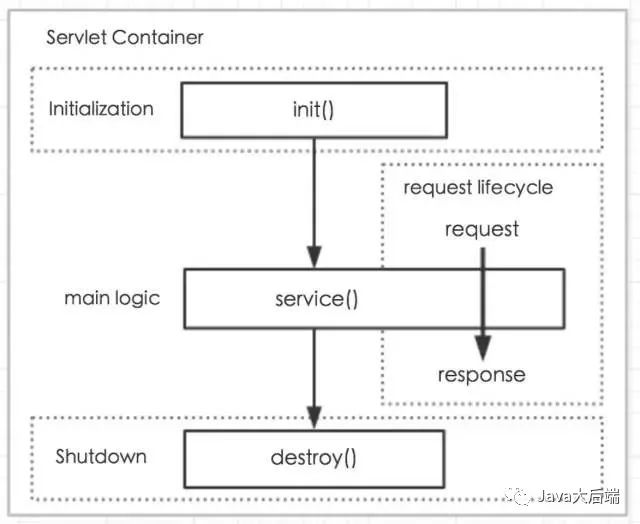 Servlet Container
Initialization
init()
request lifecycle
request
main logic
service()
response
Shutdown
destroy()
Java大后端